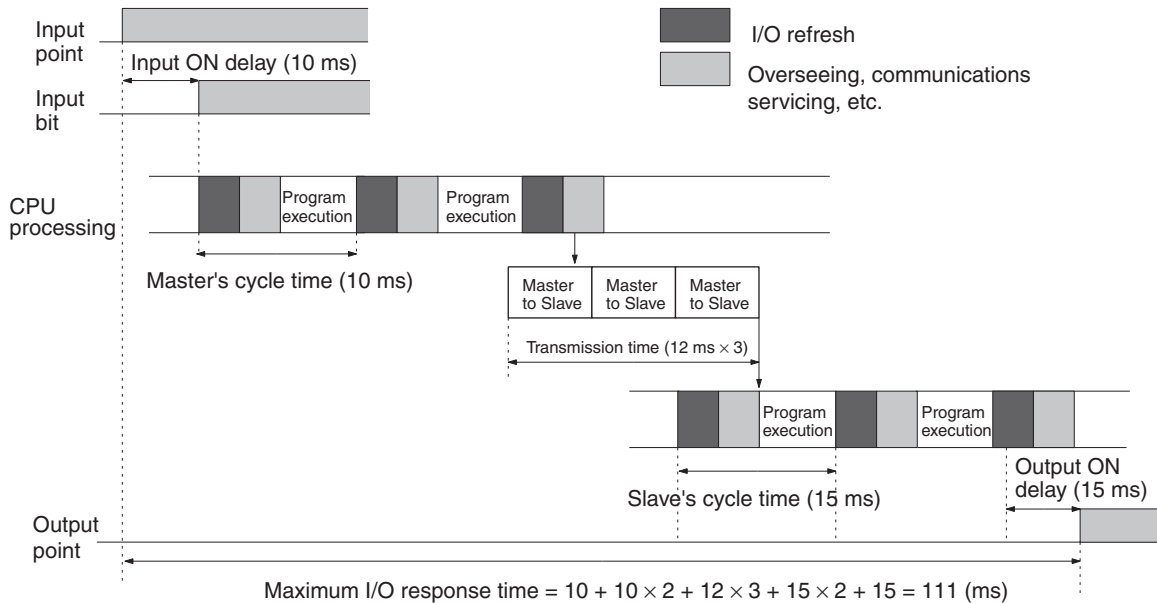 Input
point
I/O refresh
Input ON delay (10 ms)
Overseeing, communications
servicing, etc.
Input
bit
CPU
processing
Program
execution
Program
execution
Master's cycle time (10 ms)
Master
to Slave
Master
to Slave
Master
to Slave
Transmission time (12 ms × 3)
Program
execution
Program
execution
Output ON
delay (15 ms)
Slave's cycle time (15 ms)
Output
point
Maximum I/O response time = 10 + 10 × 2 + 12 × 3 + 15 × 2 + 15 = 111 (ms)